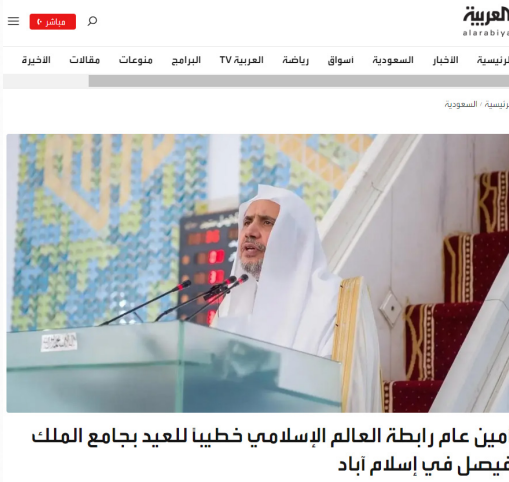 العربية
alarabiya
مباشر
الرئيسية الأخبار السعودية أسواق رياضة العربية TV البرامج منوعات مقالات الأخيرة
الرئيسية / السعودية
أمين عام رابطة العالم الإسلامي خطيباً للعيد بجامع الملك
فيصل في إسلام آباد